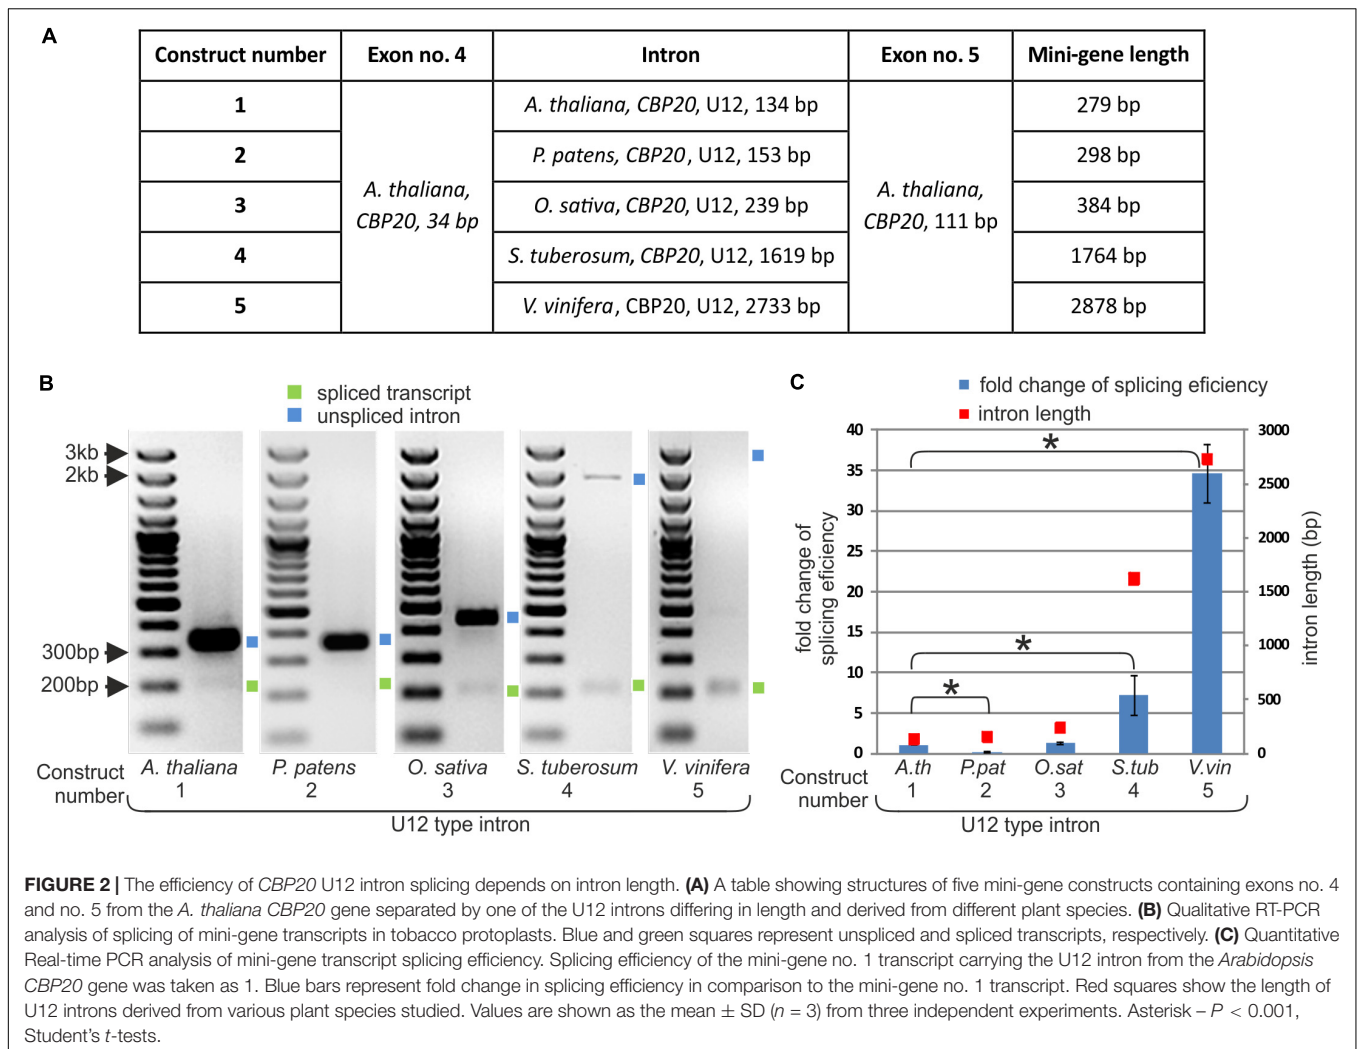 A
Construct number Exon no. 4 Intron Exon no. 5 Mini-gene length
1 A. thaliana, CBP20, U12, 134 bp 279 bp
2 P. patens, CBP20, U12, 153 bp 298 bp
A. thaliana, CBP20, 34 bp
3 O. sativa, CBP20, U12, 239 bp 384 bp
A. thaliana, CBP20, 111 bp
4 S. tuberosum, CBP20, U12, 1619 bp 1764 bp
5 V. vinifera, CBP20, U12, 2733 bp 2878 bp
B
spliced transcript
unspliced intron
3kb
2kb
300bp
200bp
A. thaliana P. patens O. sativa S. tuberosum V. vinifera
Construct number 1 2 3 4 5
U12 type intron
C
fold change of splicing eficiency
intron length
40
35
30
25
20
15
10
5
0
fold change of
splicing eficiency
3000
2500
2000
1500
1000
500
0
intron length (bp)
*
*
*
A.th P.pat O.sat S.tub V.vin
Construct number 1 2 3 4 5
U12 type intron
FIGURE 2 | The efficiency of CBP20 U12 intron splicing depends on intron length. (A) A table showing structures of five mini-gene constructs containing exons no. 4
and no. 5 from the A. thaliana CBP20 gene separated by one of the U12 introns differing in length and derived from different plant species. (B) Qualitative RT-PCR
analysis of splicing of mini-gene transcripts in tobacco protoplasts. Blue and green squares represent unspliced and spliced transcripts, respectively. (C) Quantitative
Real-time PCR analysis of mini-gene transcript splicing efficiency. Splicing efficiency of the mini-gene no. 1 transcript carrying the U12 intron from the Arabidopsis
CBP20 gene was taken as 1. Blue bars represent fold change in splicing efficiency in comparison to the mini-gene no. 1 transcript. Red squares show the length of
U12 introns derived from various plant species studied. Values are shown as the mean ± SD (n = 3) from three independent experiments. Asterisk – P < 0.001,
Student's t-tests.